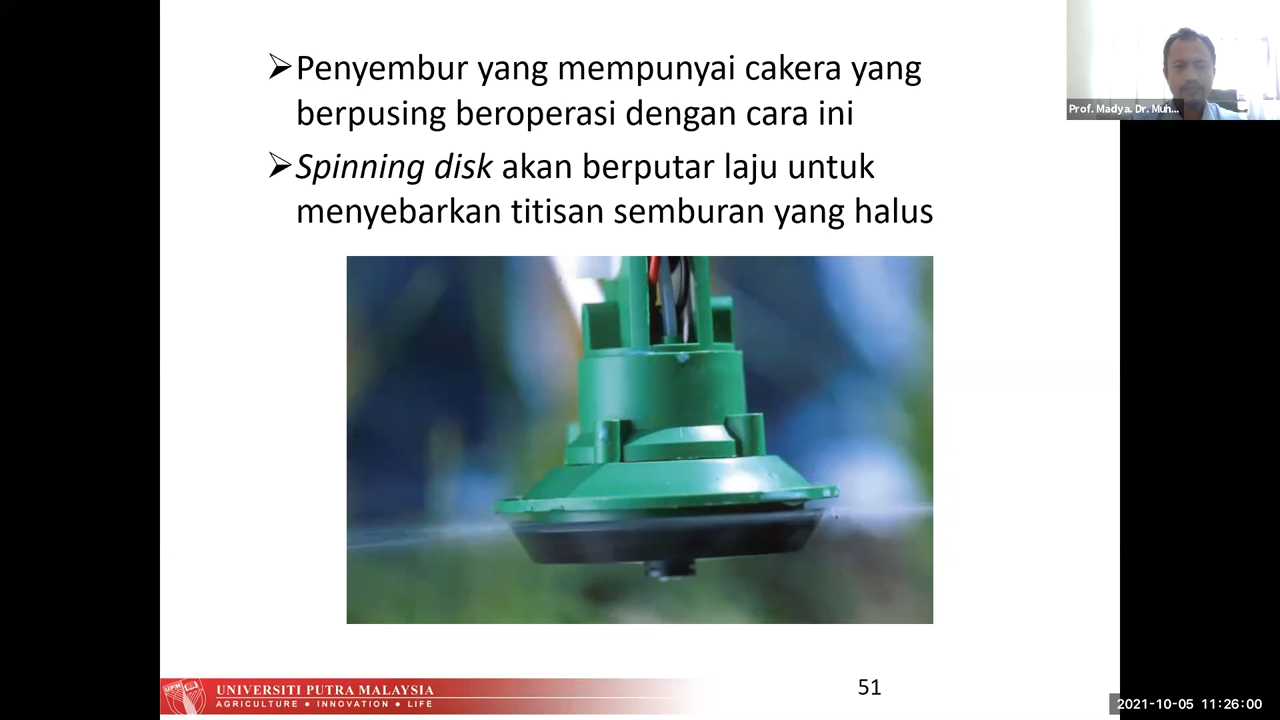 ➢Penyembur yang mempunyai cakera yang
berpusing beroperasi dengan cara ini
➢Spinning disk akan berputar laju untuk
menyebarkan titisan semburan yang halus
Prof. Madya. Dr. Muh...
UPM
UNIVERSITI PUTRA MALAYSIA
AGRICULTURE • INNOVATION • LIFE
51
2021-10-05 11:26:00